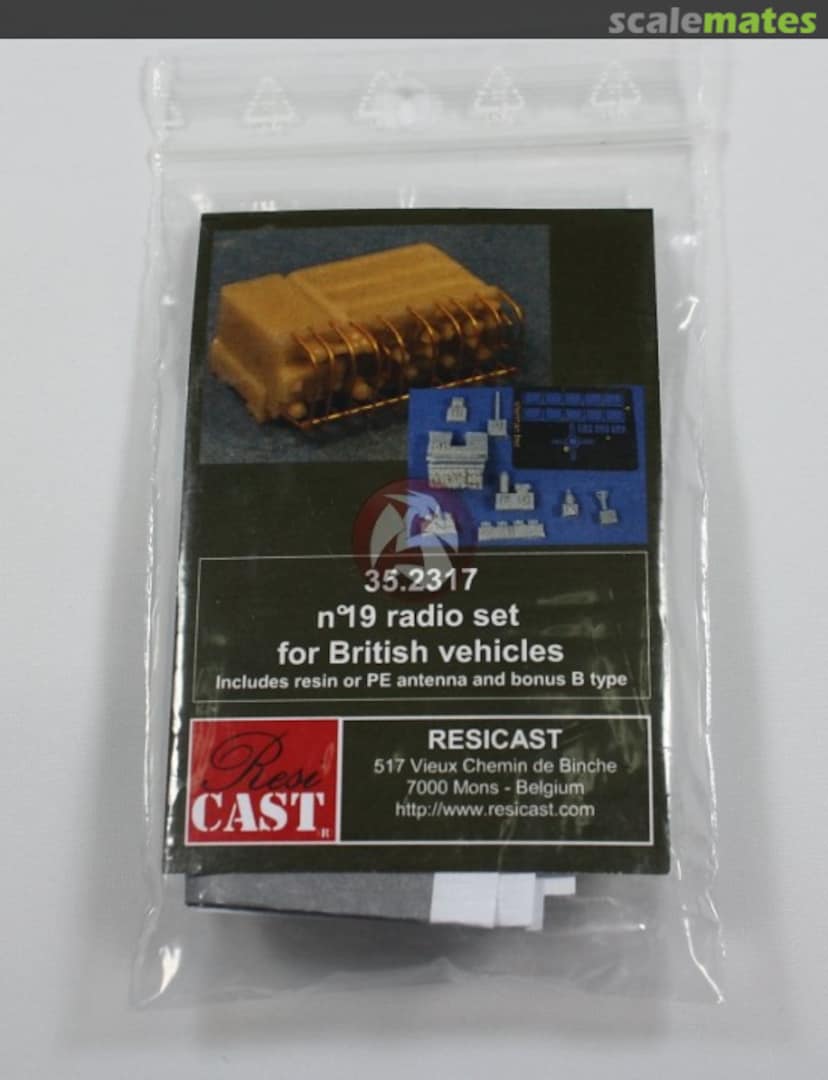 scalemates
35.2317
n°19 radio set
for British vehicles
Includes resin or PE antenna and bonus B type
Resi
CAST
R
RESICAST
517 Vieux Chemin de Binche
7000 Mons - Belgium
http://www.resicast.com